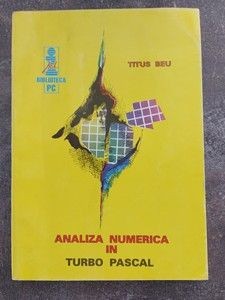 TITUS BEU
BIBLIOTECA
PC
ANALIZA NUMERICA
IN
TURBO PASCAL